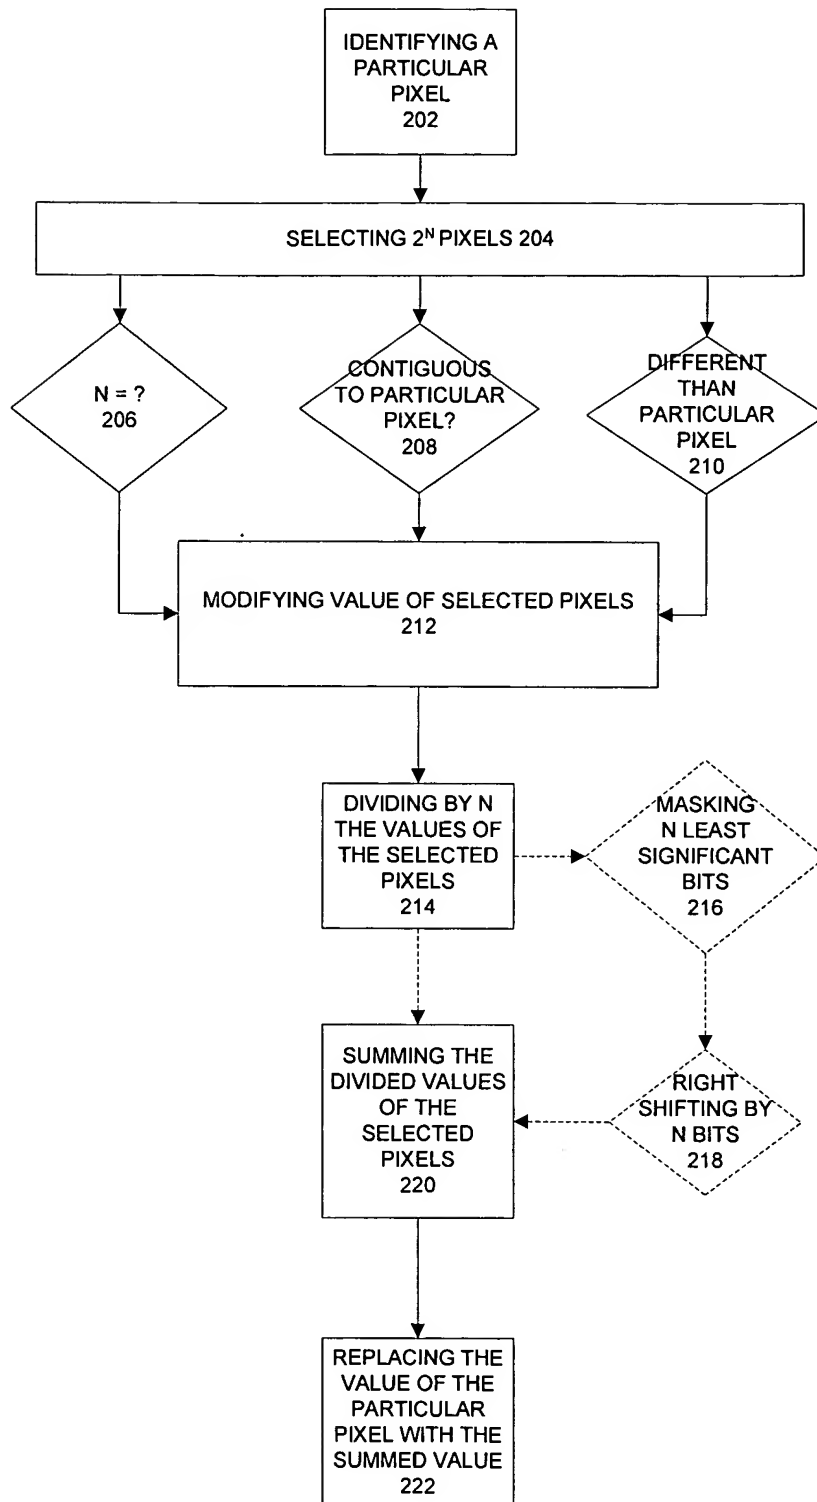 IDENTIFYING A
PARTICULAR
PIXEL
202
SELECTING 2^N PIXELS 204
N = ?
206
CONTIGUOUS
TO PARTICULAR
PIXEL?
208
DIFFERENT
THAN
PARTICULAR
PIXEL
210
MODIFYING VALUE OF SELECTED PIXELS
212
DIVIDING BY N
THE VALUES OF
THE SELECTED
PIXELS
214
MASKING
N LEAST
SIGNIFICANT
BITS
216
SUMMING THE
DIVIDED VALUES
OF THE
SELECTED
PIXELS
220
RIGHT
SHIFTING BY
N BITS
218
REPLACING THE
VALUE OF THE
PARTICULAR
PIXEL WITH THE
SUMMED VALUE
222